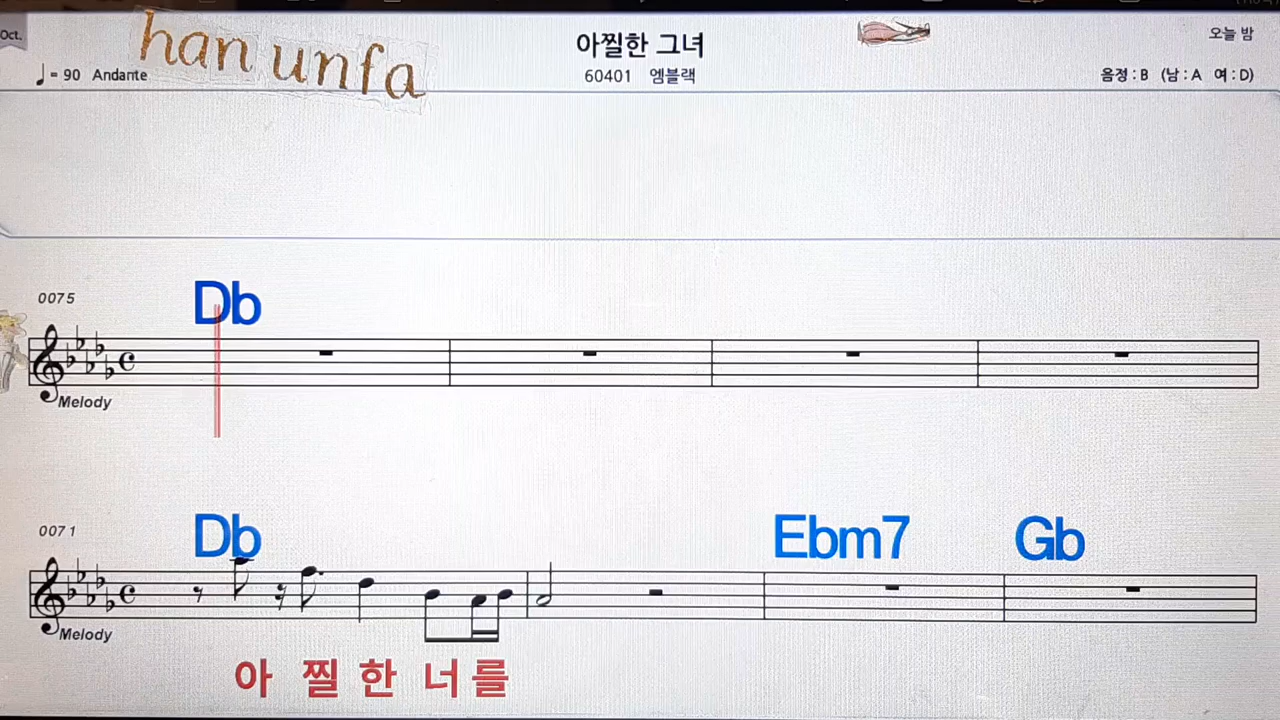 Oct.
han unfa
아찔한 그녀
오늘 밤
♩= 90 Andante
60401 엠블랙
음정 : B (남 : A 여 : D)
0075
Db
Melody
0071
Db Ebm7 Gb
Melody
아 찔 한 너 를